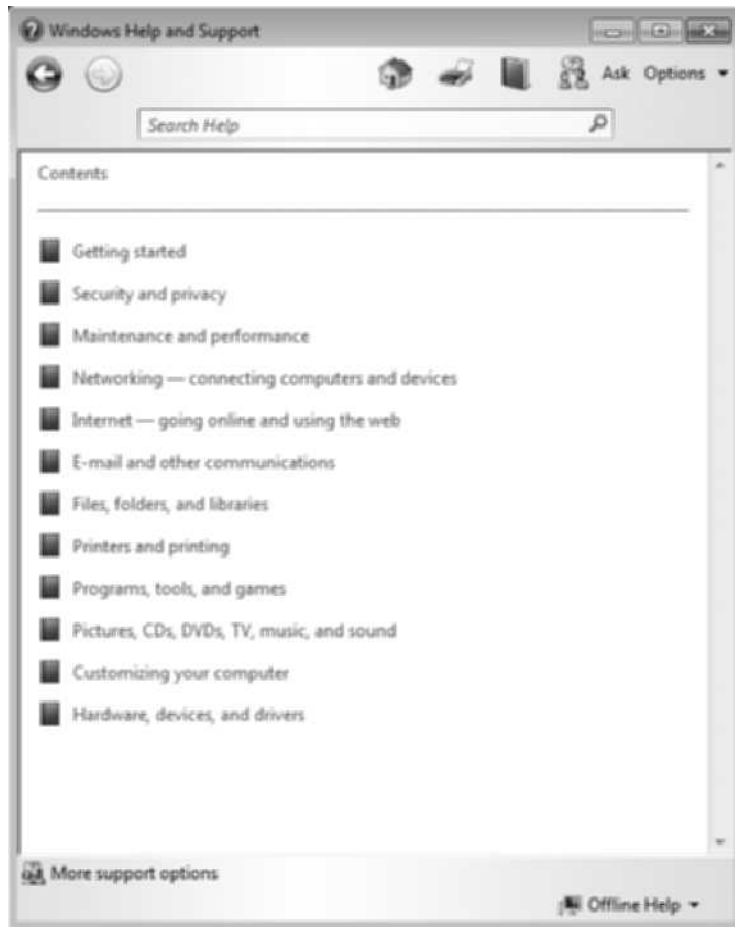 Windows Help and Support
Ask Options
Search Help
Contents
Getting started
Security and privacy
Maintenance and performance
Networking — connecting computers and devices
Internet — going online and using the web
E-mail and other communications
Files, folders, and libraries
Printers and printing
Programs, tools, and games
Pictures, CDs, DVDs, TV, music, and sound
Customizing your computer
Hardware, devices, and drivers
More support options
Offline Help